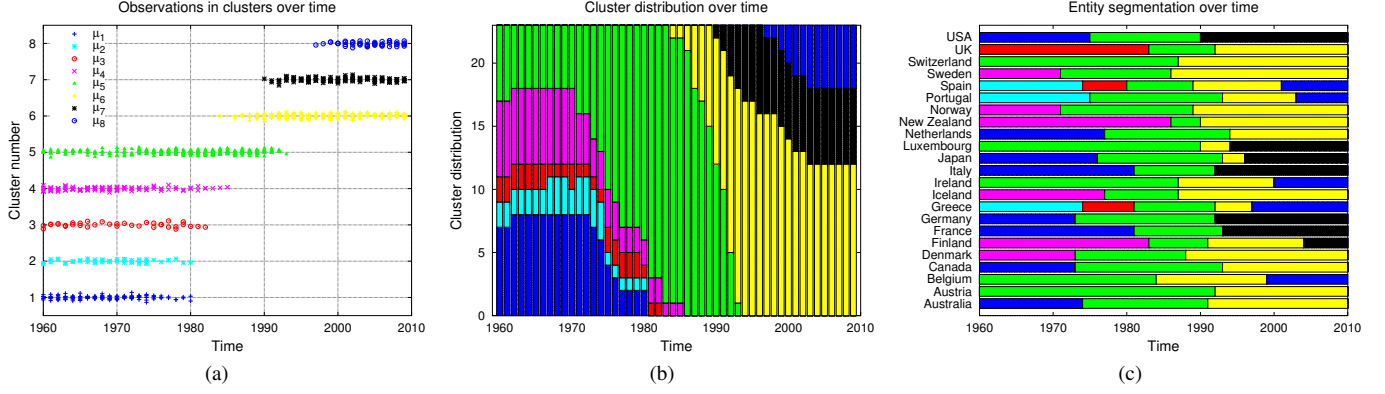 Observations in clusters over time
μ1
μ2
μ3
μ4
μ5
μ6
μ7
μ8
8
7
6
5
4
3
2
1
Cluster number
1960 1970 1980 1990 2000 2010
Time
(a)
Cluster distribution over time
20
15
10
5
0
Cluster distribution
1960 1970 1980 1990 2000 2010
Time
(b)
Entity segmentation over time
USA
UK
Switzerland
Sweden
Spain
Portugal
Norway
New Zealand
Netherlands
Luxembourg
Japan
Italy
Ireland
Iceland
Greece
Germany
France
Finland
Denmark
Canada
Belgium
Austria
Australia
1960 1970 1980 1990 2000 2010
Time
(c)